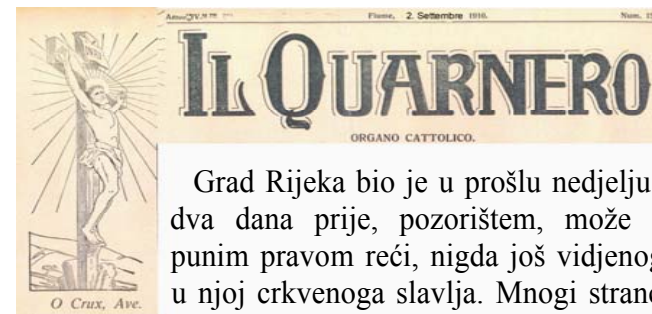 Fiume, 2. Settembre 1910.
IL QUARNERO
ORGANO CATTOLICO.
Grad Rijeka bio je u prošlu nedjelju
dva dana prije, pozorištem, može
punim pravom reći, nigda još vidjenog
u njoj crkvenoga slavlja. Mnogi stranc
O Crux, Ave.